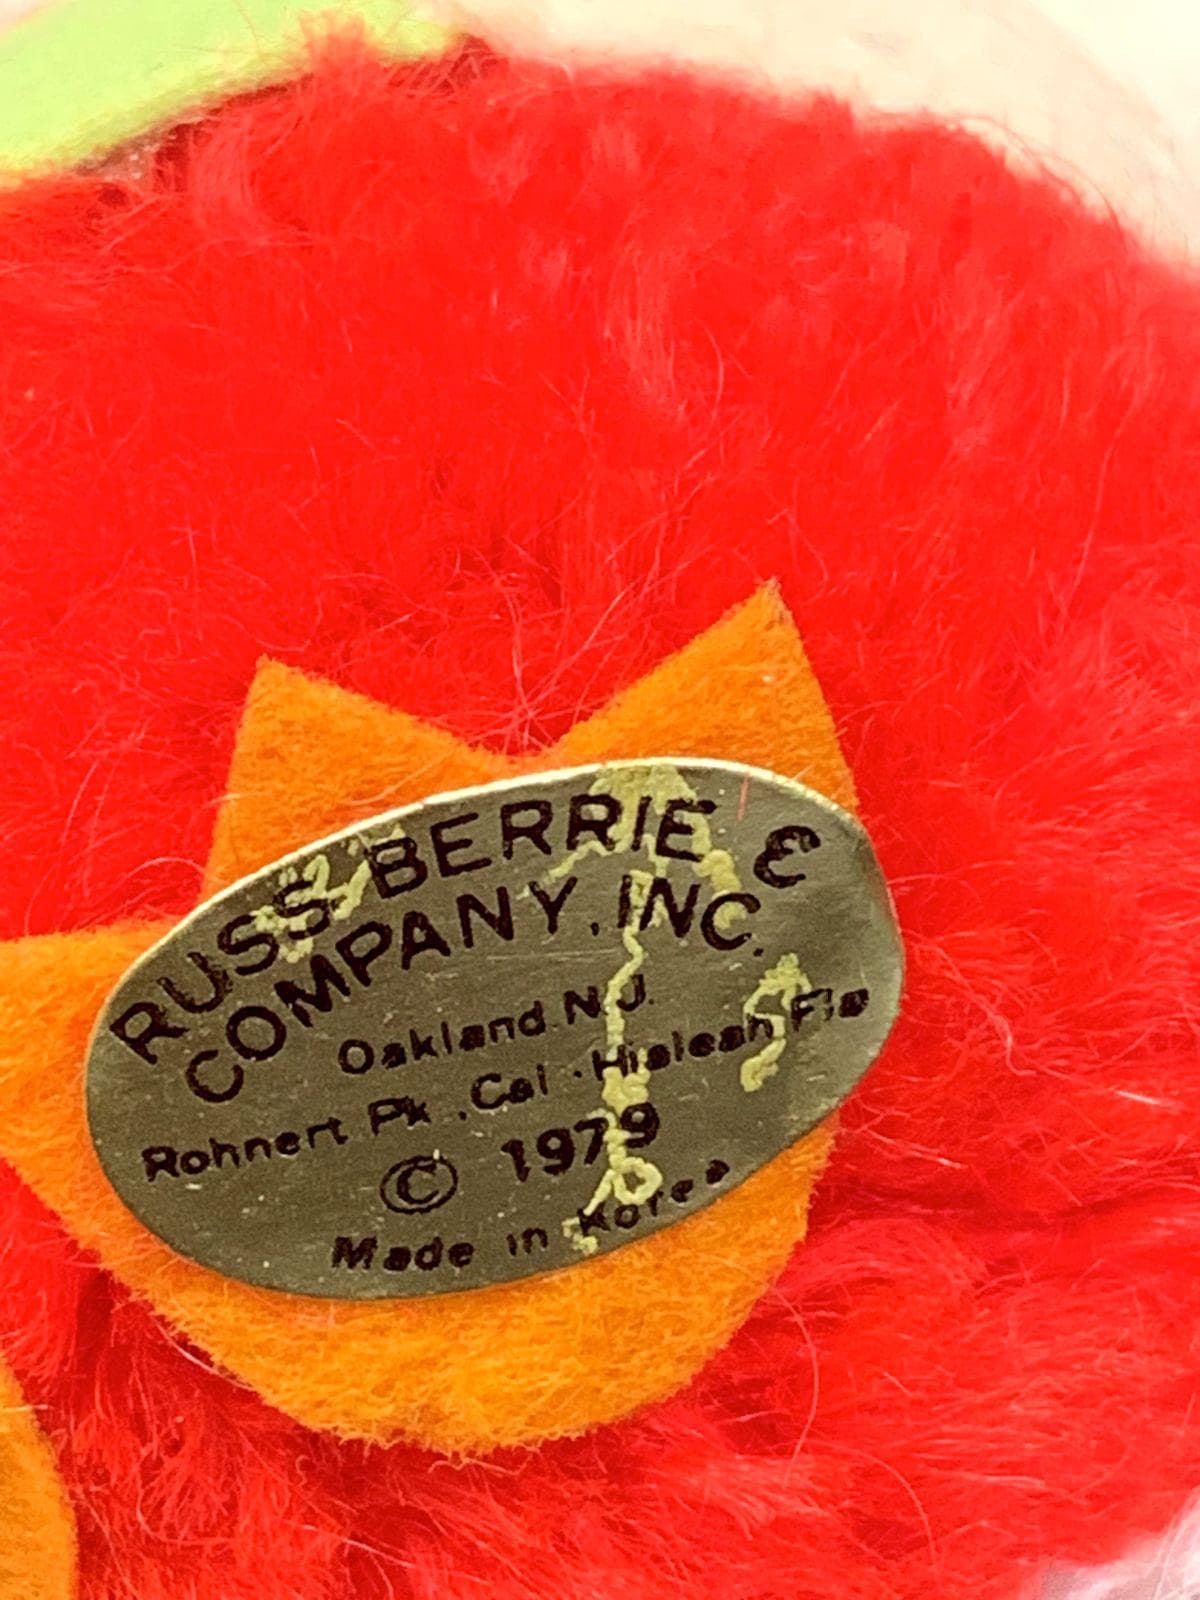 RUSS BERRIE &
COMPANY, INC.
Oakland N.J.
Rohnert Pk., Cal · Hialeah Fla
© 1979
Made in Korea